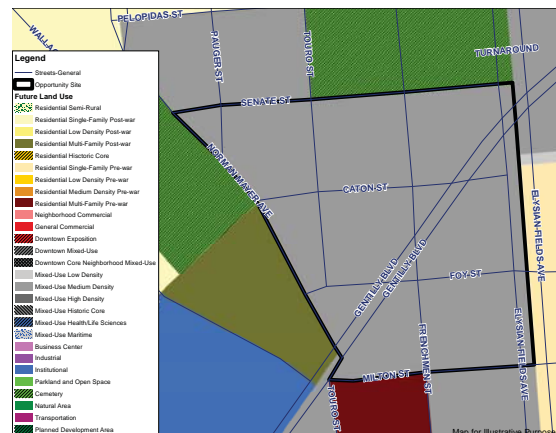 PELOPIDAS ST
WALLAC
PAUGER ST
TOURO ST
TURNAROUND
Legend
Streets-General
Opportunity Site
Future Land Use
Residential Semi-Rural
Residential Single-Family Post-war
Residential Low Density Post-war
Residential Multi-Family Post-war
Residential Hisctoric Core
Residential Single-Family Pre-war
Residential Low Density Pre-war
Residential Medium Density Pre-war
Residential Multi-Family Pre-war
Neighborhood Commercial
General Commercial
Downtown Exposition
Downtown Mixed-Use
Downtown Core Neighborhood Mixed-Use
Mixed-Use Low Density
Mixed-Use Medium Density
Mixed-Use High Density
Mixed-Use Historic Core
Mixed-Use Health/Life Sciences
Mixed-Use Maritime
Business Center
Industrial
Institutional
Parkland and Open Space
Cemetery
Natural Area
Transportation
Planned Development Area
SENATE ST
NORMAN MAYER AVE
CATON ST
ELYSIAN FIELDS AVE
GENTILLY BLVD
GENTILLY BLVD
FOY ST
ELYSIAN FIELDS AVE
FRENCHMEN ST
MILTON ST
TOURO ST
Map for Illustrative Purpose